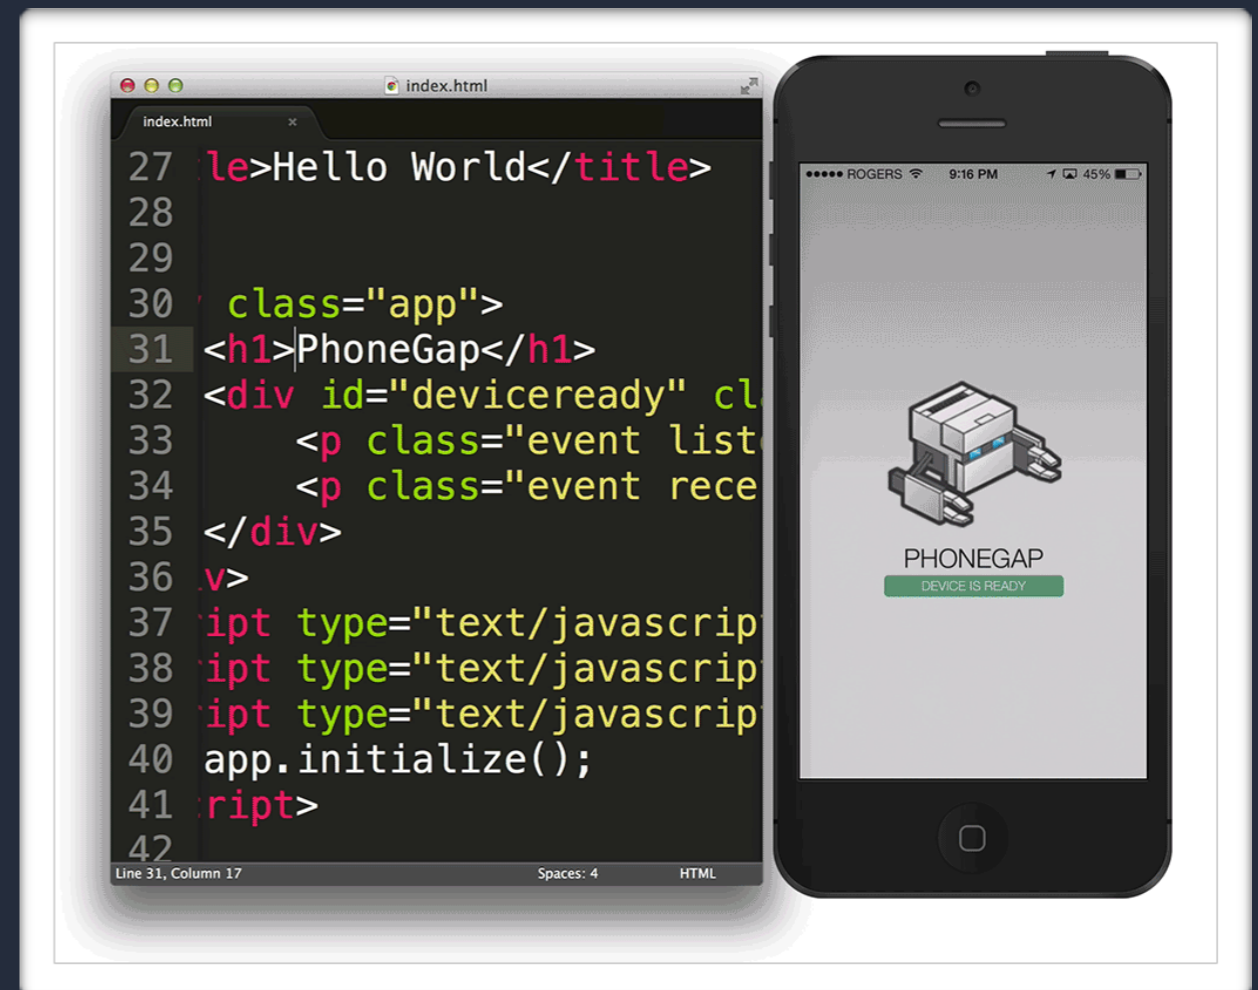 index.html
index.html
27 le>Hello World</title>
28
29
30 class="app">
31 <h1>PhoneGap</h1>
32 <div id="deviceready" cl
33 <p class="event list
34 <p class="event rece
35 </div>
36 v>
37 ipt type="text/javascrip
38 ipt type="text/javascrip
39 ipt type="text/javascrip
40 app.initialize();
41 ript>
42
Line 31, Column 17 Spaces: 4 HTML
ROGERS 9:16 PM 45%
PHONEGAP
DEVICE IS READY